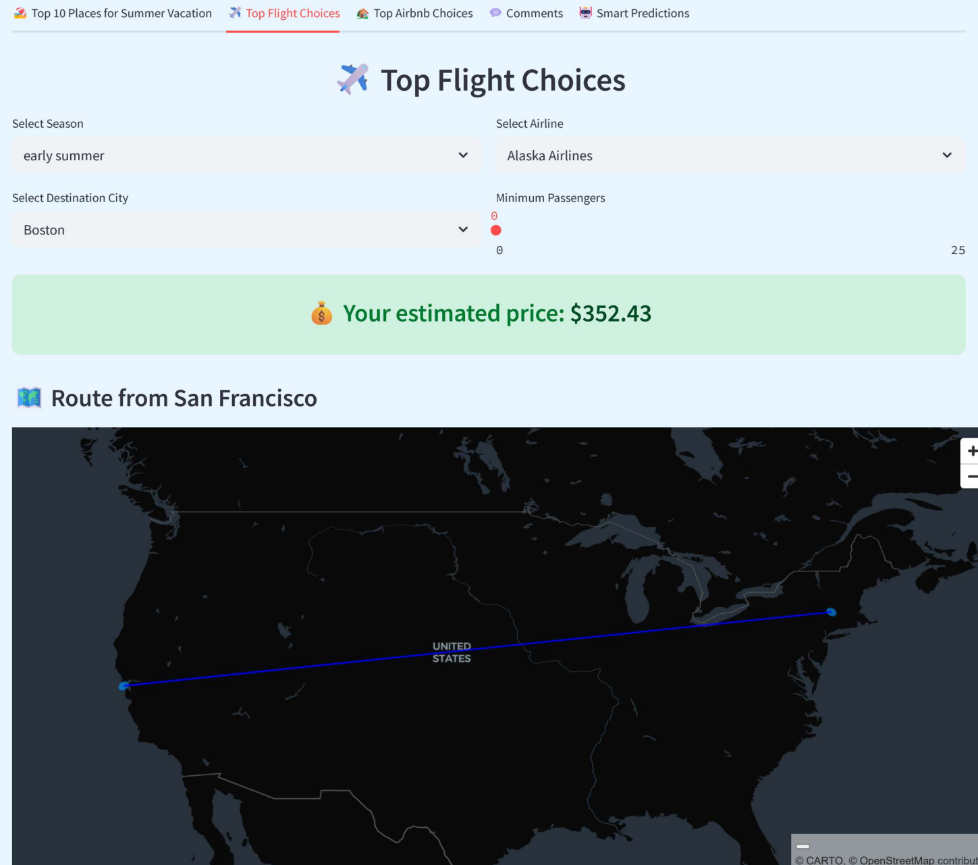 Top 10 Places for Summer Vacation Top Flight Choices Top Airbnb Choices Comments Smart Predictions
Top Flight Choices
Select Season
early summer
Select Airline
Alaska Airlines
Select Destination City
Boston
Minimum Passengers
0
0 25
Your estimated price: $352.43
Route from San Francisco
+
−
UNITED
STATES
© CARTO, © OpenStreetMap contribut